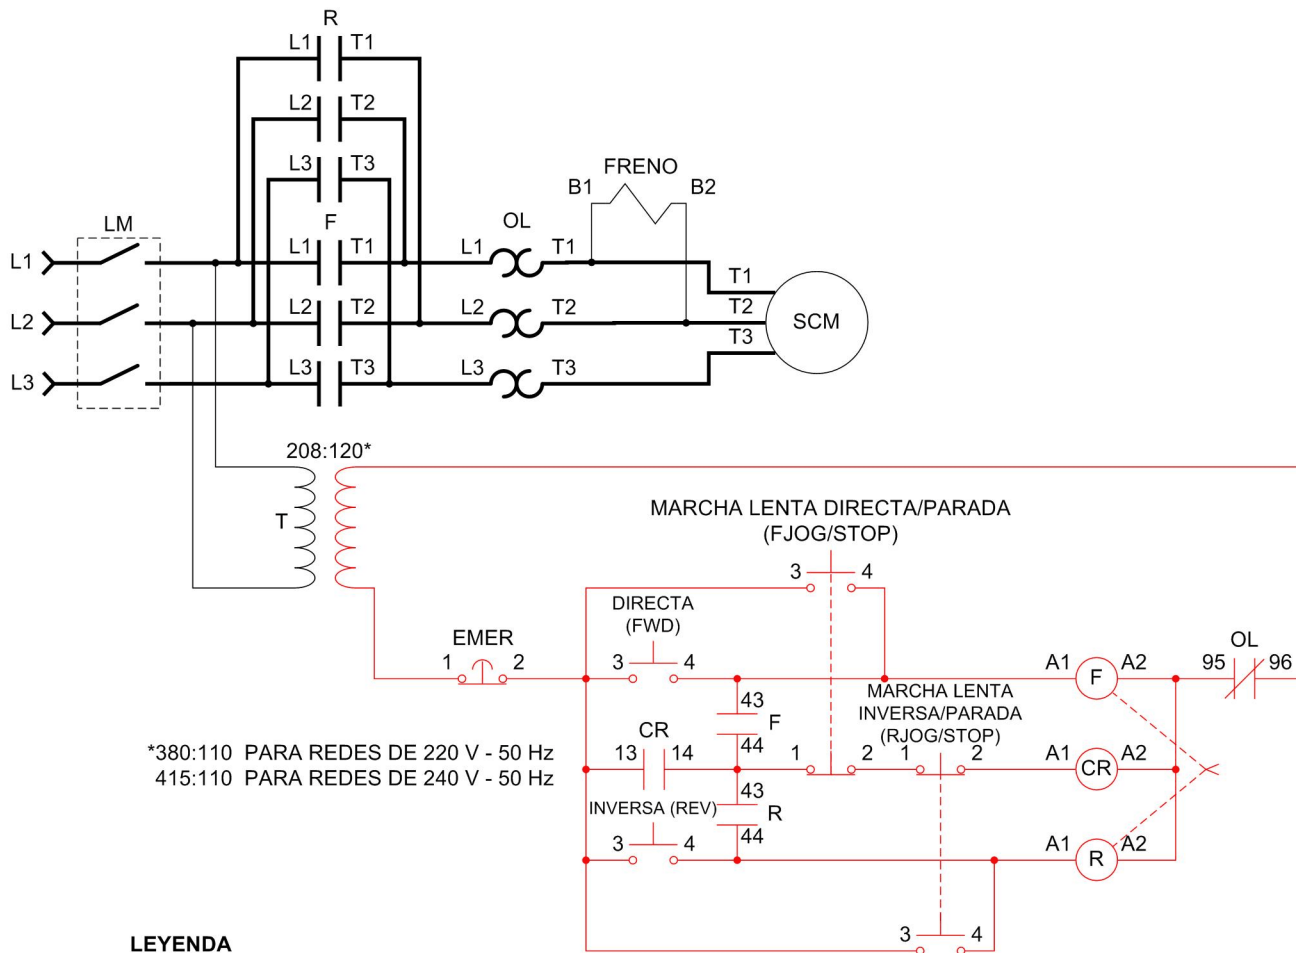 R
L1 T1
L2 T2
L3 T3
FRENO
B1 B2
LM
F
OL
L1
L1 T1
L1 T1
T1
L2
L2 T2
L2 T2
T2
SCM
L3
L3 T3
L3 T3
T3
208:120*
T
MARCHA LENTA DIRECTA/PARADA
(FJOG/STOP)
3 4
DIRECTA
(FWD)
EMER
1 2
3 4
A1 F A2
OL
95 96
43
F
44
MARCHA LENTA
INVERSA/PARADA
(RJOG/STOP)
*380:110 PARA REDES DE 220 V - 50 Hz
415:110 PARA REDES DE 240 V - 50 Hz
CR
13 14
1 2
1 2
A1 CR A2
INVERSA (REV)
43
R
44
3 4
A1 R A2
3 4
LEYENDA